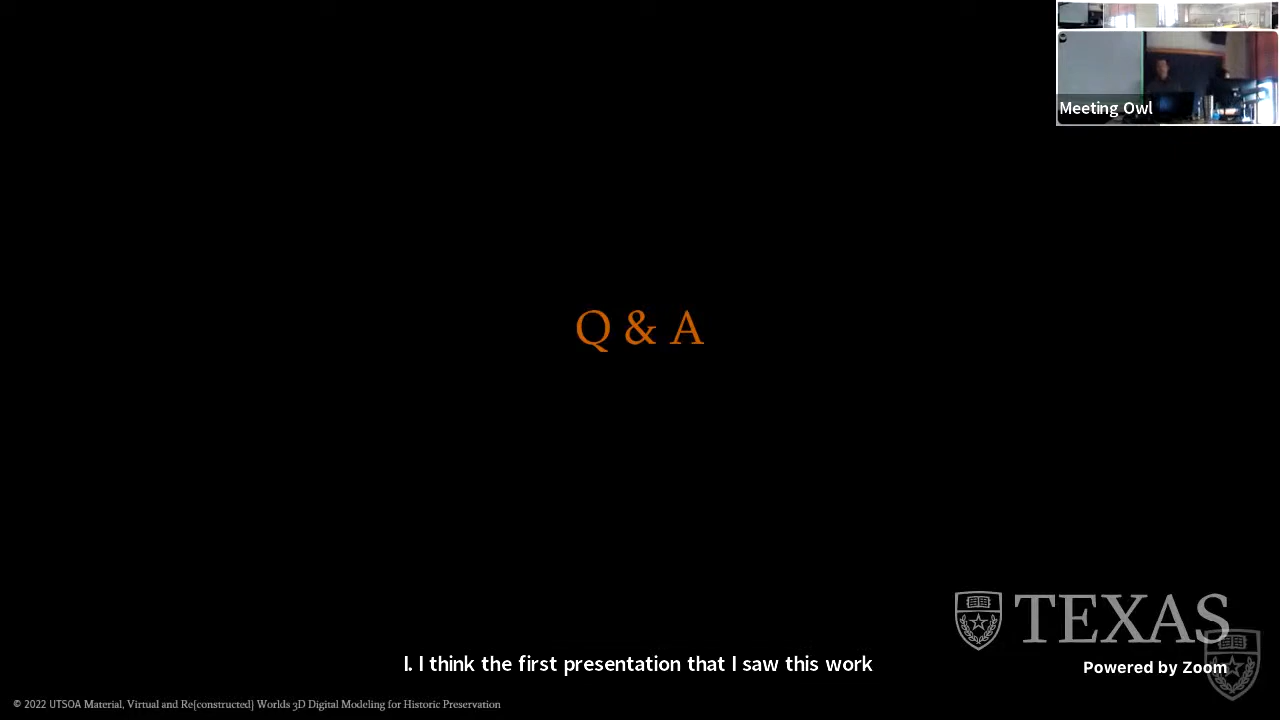 Meeting Owl
Q & A
TEXAS
I. I think the first presentation that I saw this work
Powered by Zoom
© 2022 UTSOA Material, Virtual and Re[constructed] Worlds 3D Digital Modeling for Historic Preservation